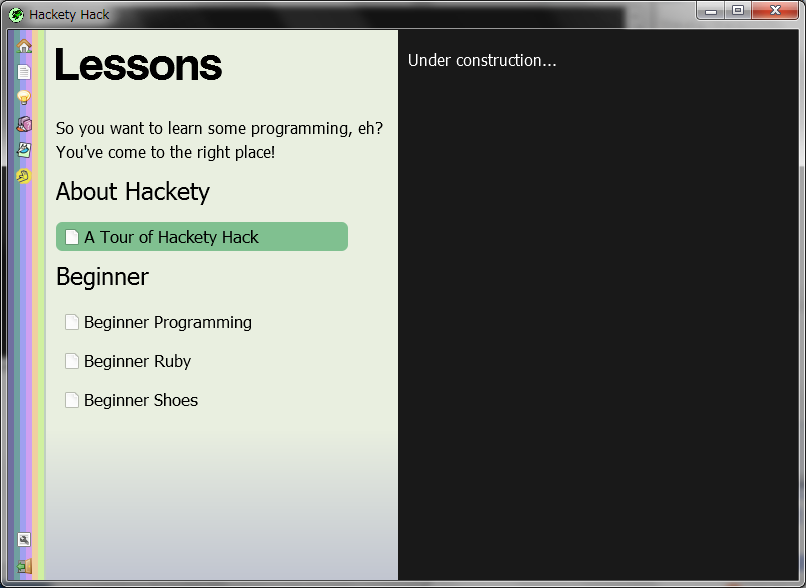 Hackety Hack
Lessons
So you want to learn some programming, eh?
You've come to the right place!
About Hackety
A Tour of Hackety Hack
Beginner
Beginner Programming
Beginner Ruby
Beginner Shoes
Under construction...